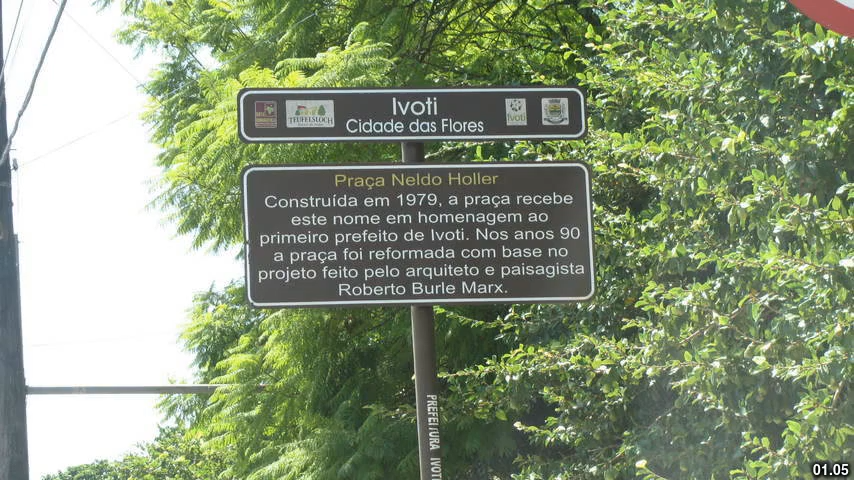 Ivoti
Cidade das Flores
TEUFELSLOCH
Ivoti
Praça Neldo Holler
Construída em 1979, a praça recebe
este nome em homenagem ao
primeiro prefeito de Ivoti. Nos anos 90
a praça foi reformada com base no
projeto feito pelo arquiteto e paisagista
Roberto Burle Marx.
PREFEITURA IVOTI
01.05